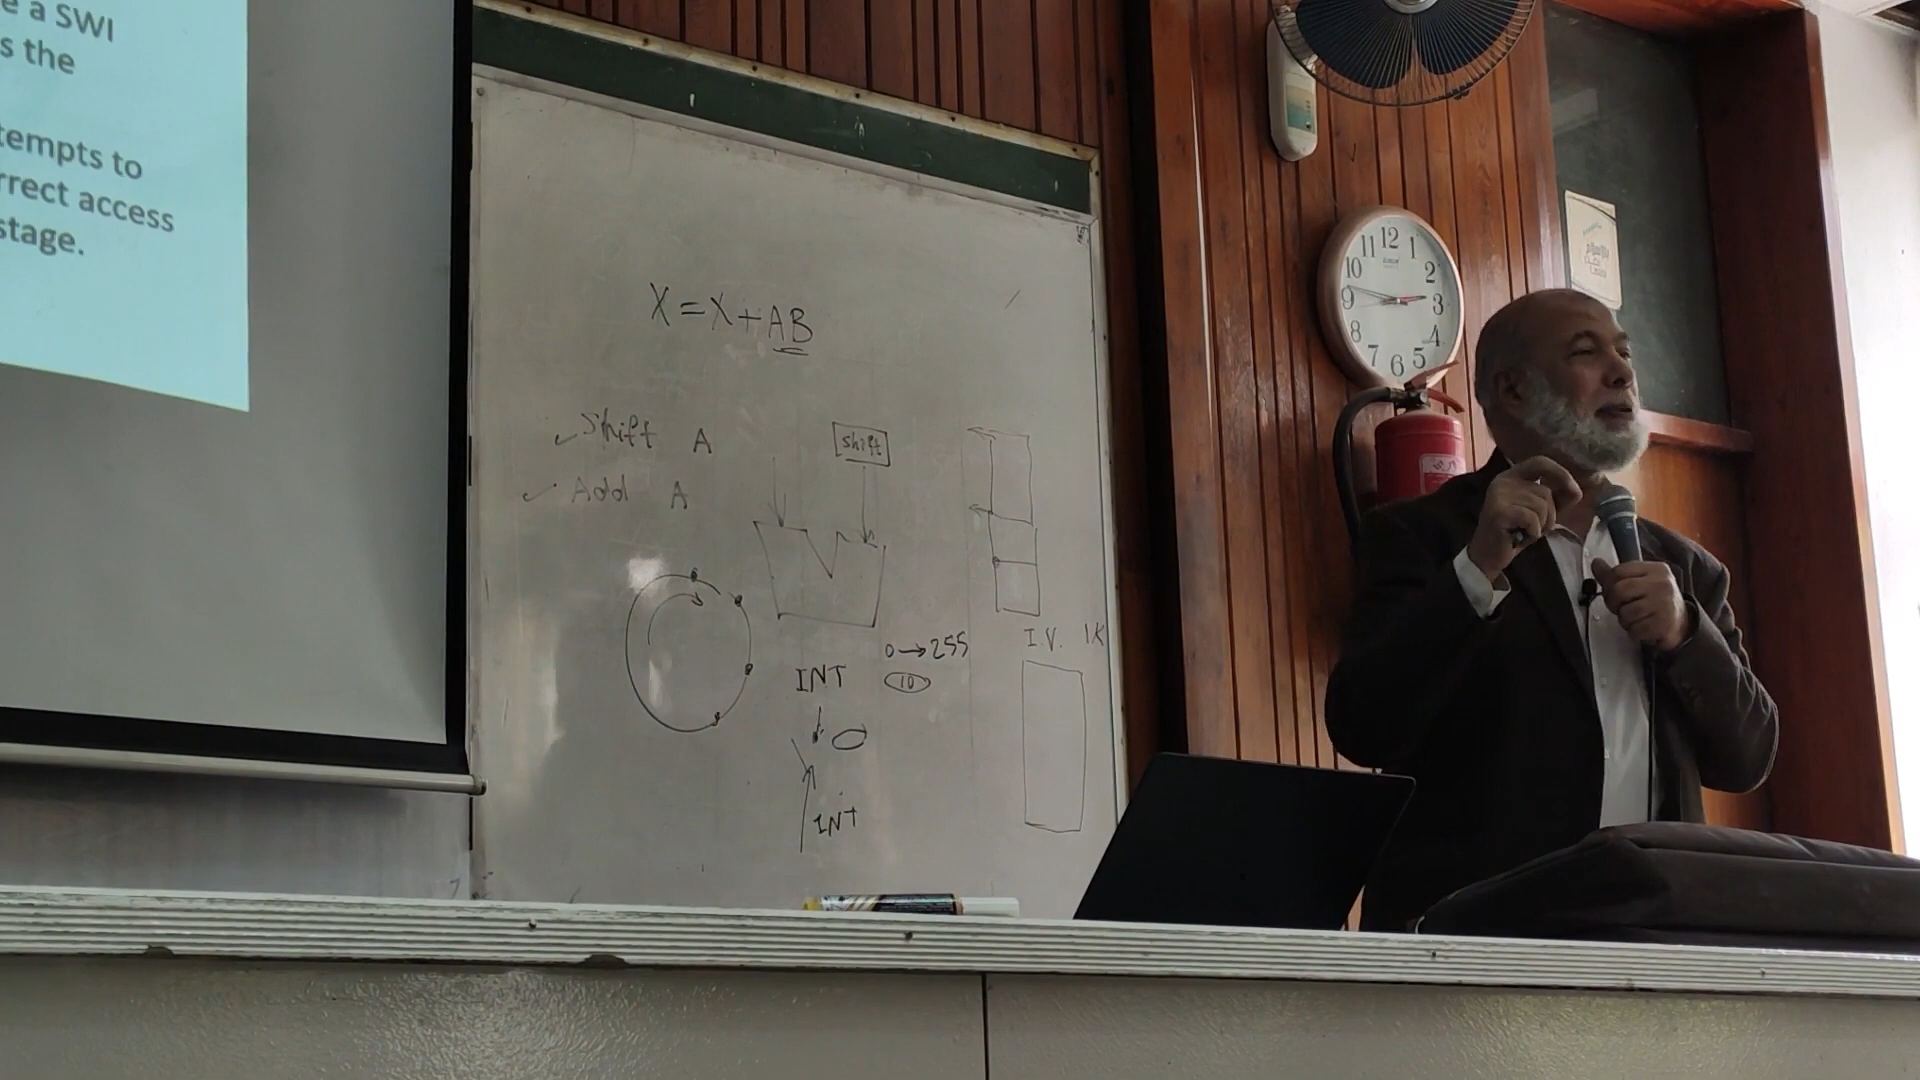 e a SWI
s the
tempts to
rrect access
stage.
X = X + AB
Shift A
Add A
Shift
INT
0 → 255
10
INT
I.V. 1K
12
1
2
3
4
5
6
7
8
9
10
11